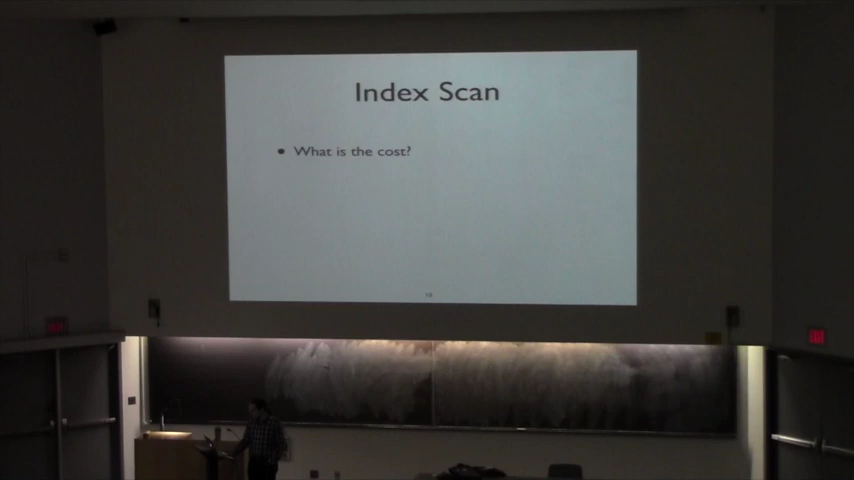 Index Scan
• What is the cost?